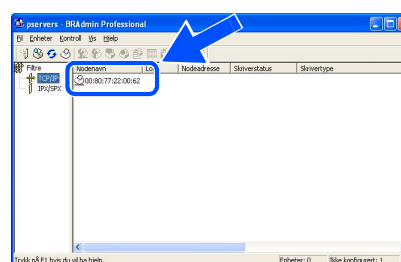 pservers - BRAdmin Professional
Fil Enheter Kontroll Vis Hjelp
Filtre
TCP/IP
IPX/SPX
Nodenavn Lo Nodeadresse Skriverstatus Skrivertype
00:80:77:22:00:62
Trykk på F1 hvis du vil ha hjelp. Enheter: 0 Ikke konfigurert: 1